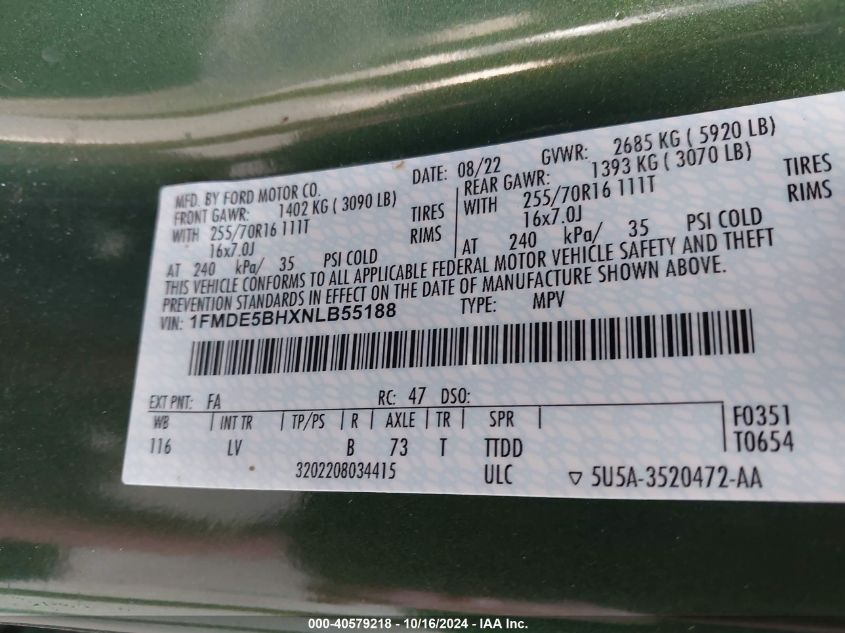 MFD. BY FORD MOTOR CO. DATE: 08/22 GVWR: 2685 KG ( 5920 LB)
FRONT GAWR: 1402 KG ( 3090 LB) REAR GAWR: 1393 KG ( 3070 LB)
WITH 255/70R16 111T TIRES WITH 255/70R16 111T TIRES
16x7.0J RIMS 16x7.0J RIMS
AT 240 kPa/ 35 PSI COLD AT 240 kPa/ 35 PSI COLD
THIS VEHICLE CONFORMS TO ALL APPLICABLE FEDERAL MOTOR VEHICLE SAFETY AND THEFT
PREVENTION STANDARDS IN EFFECT ON THE DATE OF MANUFACTURE SHOWN ABOVE.
VIN: 1FMDE5BHXNLB55188 TYPE: MPV
EXT PNT: FA RC: 47 DSO:
WB | INT TR | TP/PS | R | AXLE | TR | SPR | F0351
116 LV B 73 T TTDD T0654
3202208034415 ULC ▽ 5U5A-3520472-AA
000-40579218 - 10/16/2024 - IAA Inc.